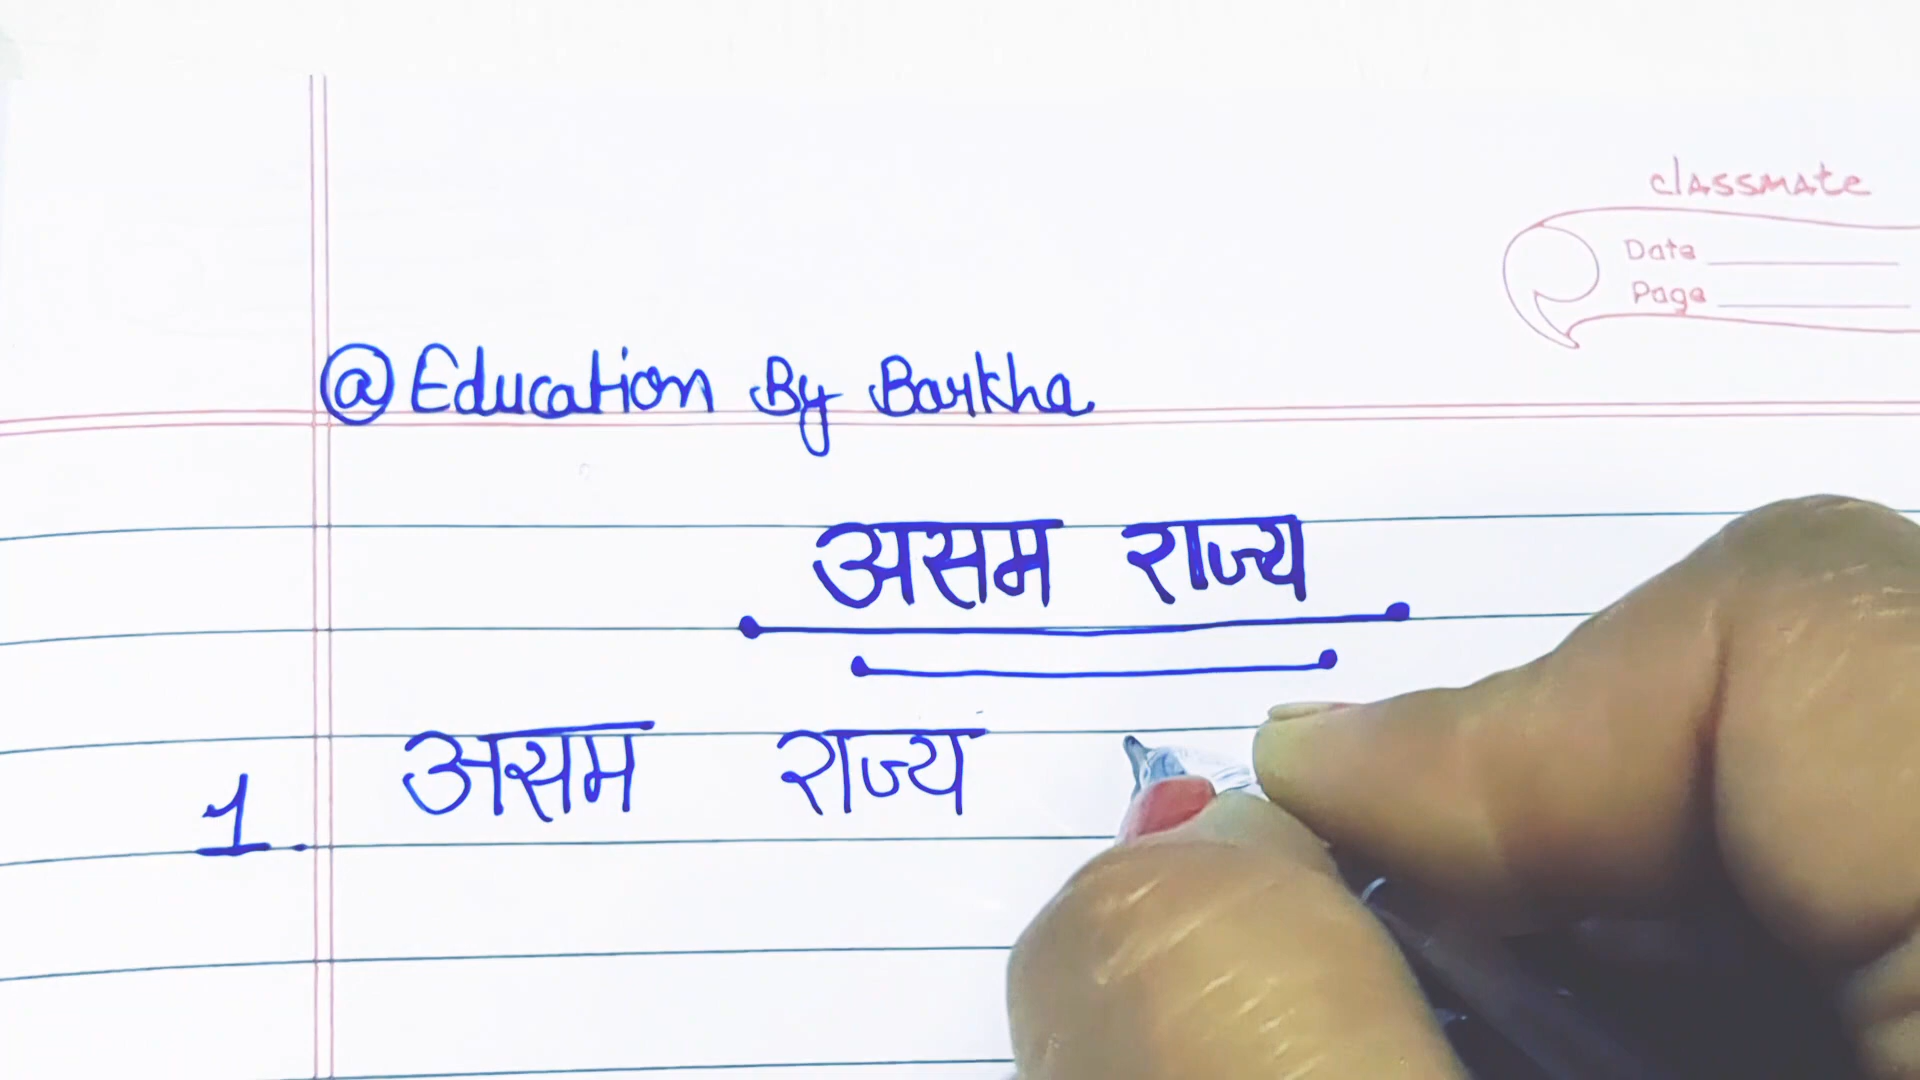 classmate
Date
Page
@Education By Barkha
असम राज्य
1. असम राज्य